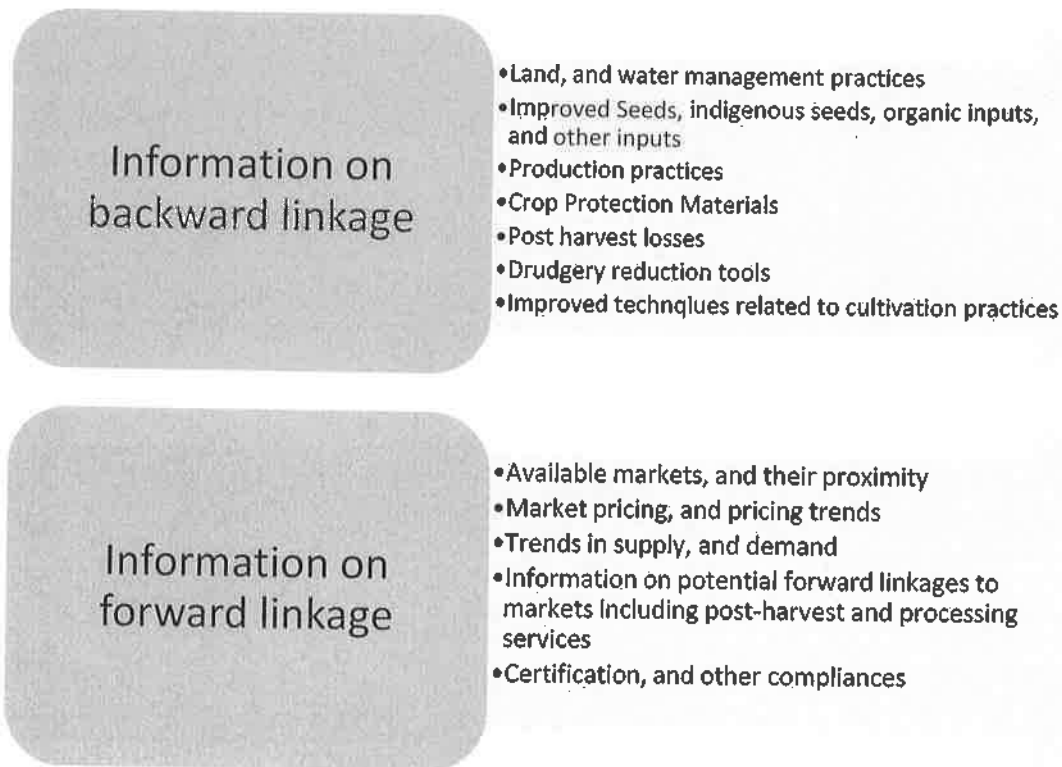 Information on
backward linkage
•Land, and water management practices
•Improved Seeds, indigenous seeds, organic inputs,
and other inputs
•Production practices
•Crop Protection Materials
•Post harvest losses
•Drudgery reduction tools
•Improved technqlues related to cultivation practices
Information on
forward linkage
•Available markets, and their proximity
•Market pricing, and pricing trends
•Trends in supply, and demand
•Information on potential forward linkages to
markets including post-harvest and processing
services
•Certification, and other compliances